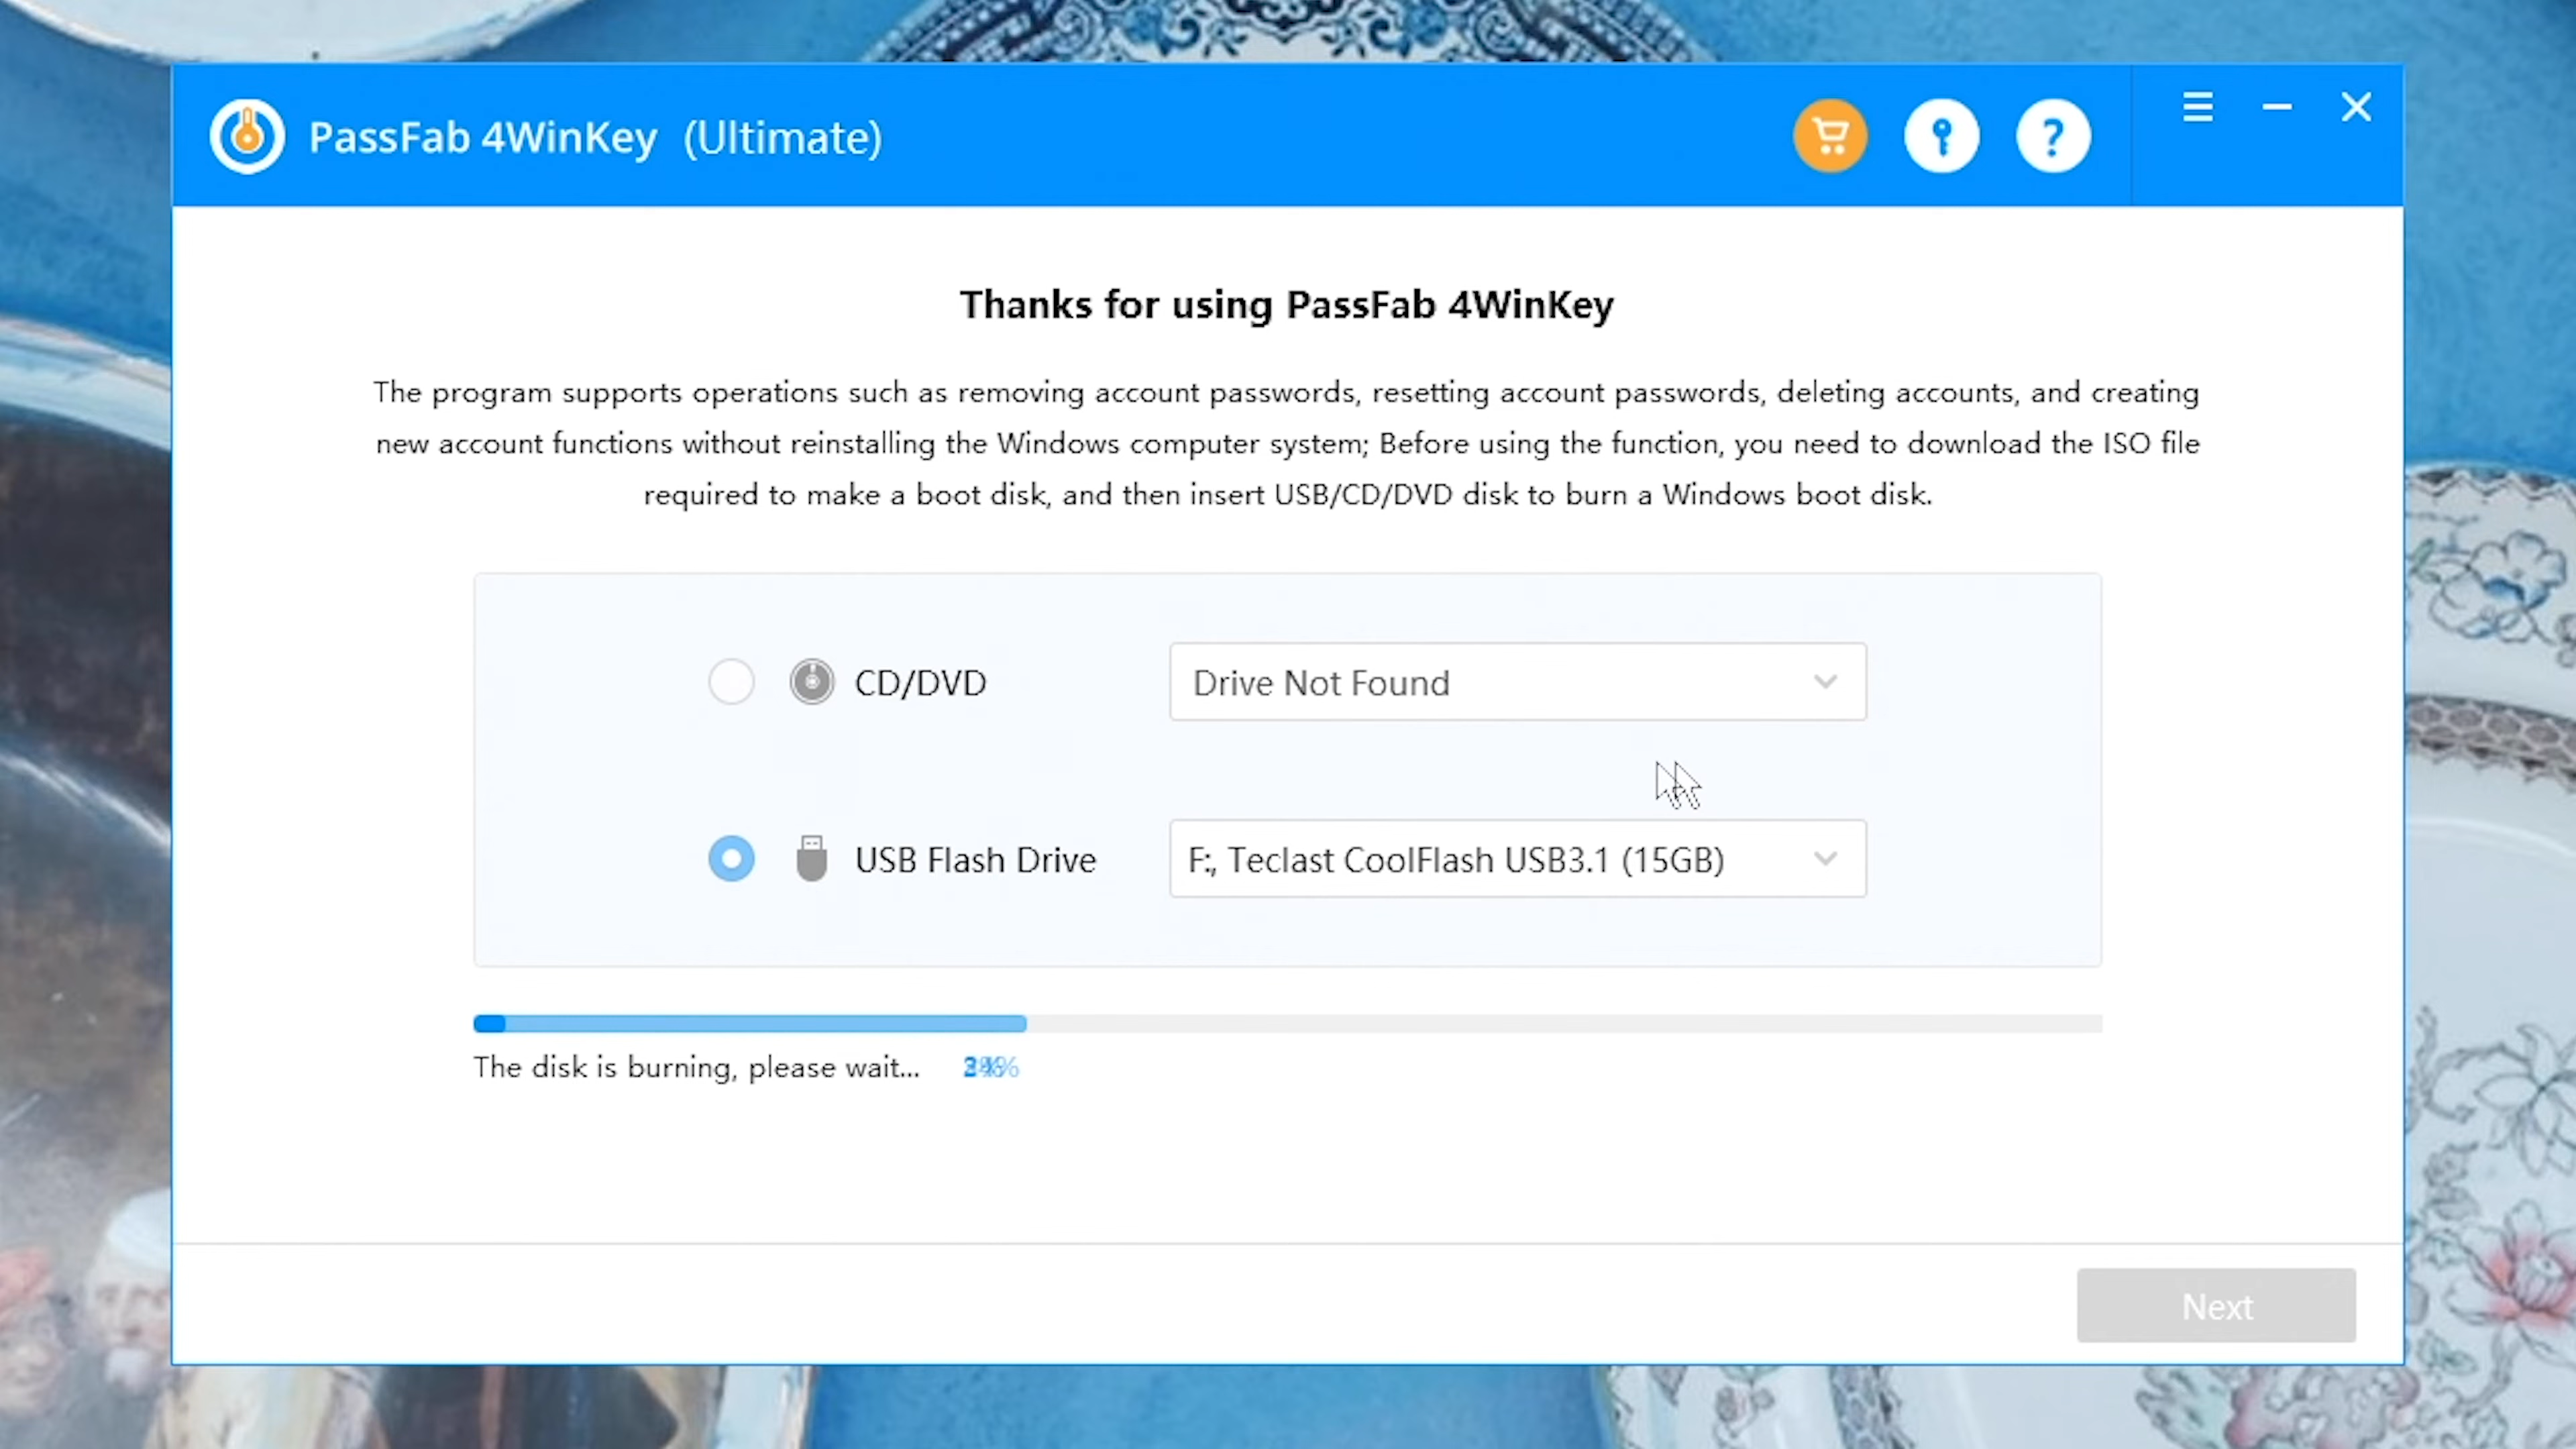 PassFab 4WinKey (Ultimate)
Thanks for using PassFab 4WinKey
The program supports operations such as removing account passwords, resetting account passwords, deleting accounts, and creating
new account functions without reinstalling the Windows computer system; Before using the function, you need to download the ISO file
required to make a boot disk, and then insert USB/CD/DVD disk to burn a Windows boot disk.
CD/DVD
Drive Not Found
USB Flash Drive
F:, Teclast CoolFlash USB3.1 (15GB)
The disk is burning, please wait...
Next